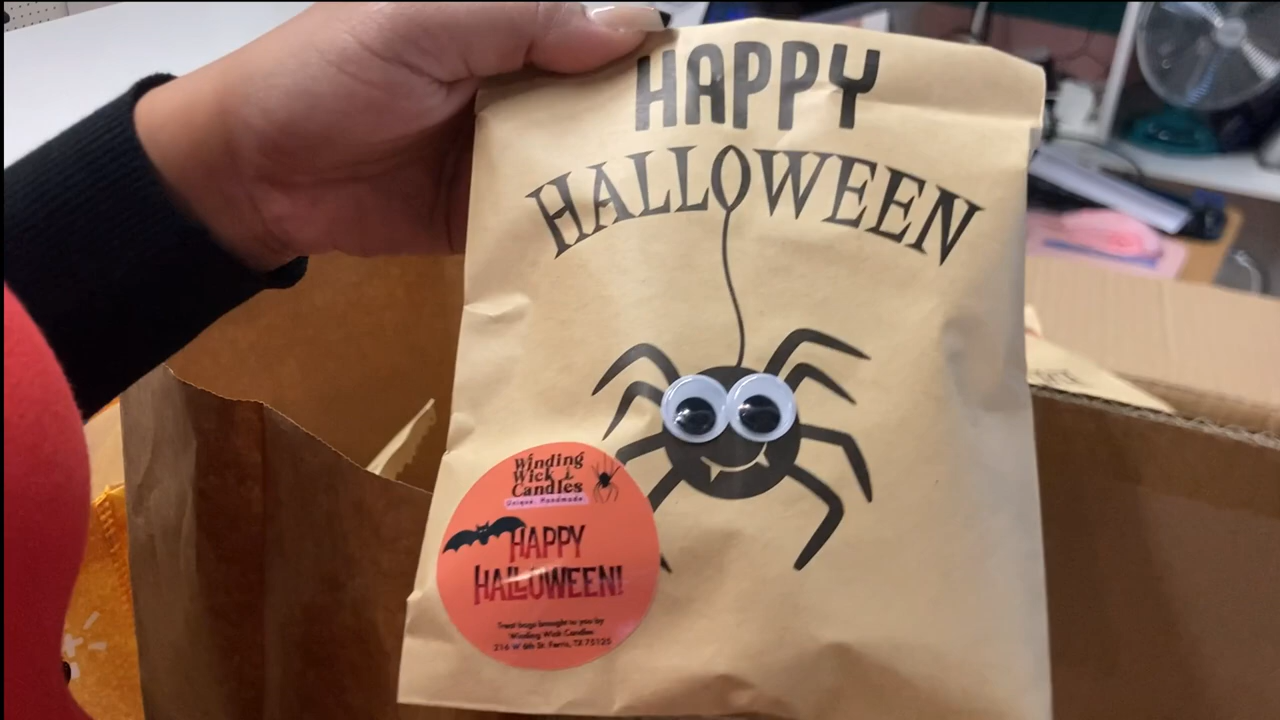 HAPPY
HALLOWEEN
Winding
Wick
Candles
Unique. Handmade.
HAPPY
HALLOWEEN!
Treat bags brought to you by
Winding Wick Candles
216 W 6th St. Ferris, TX 75125